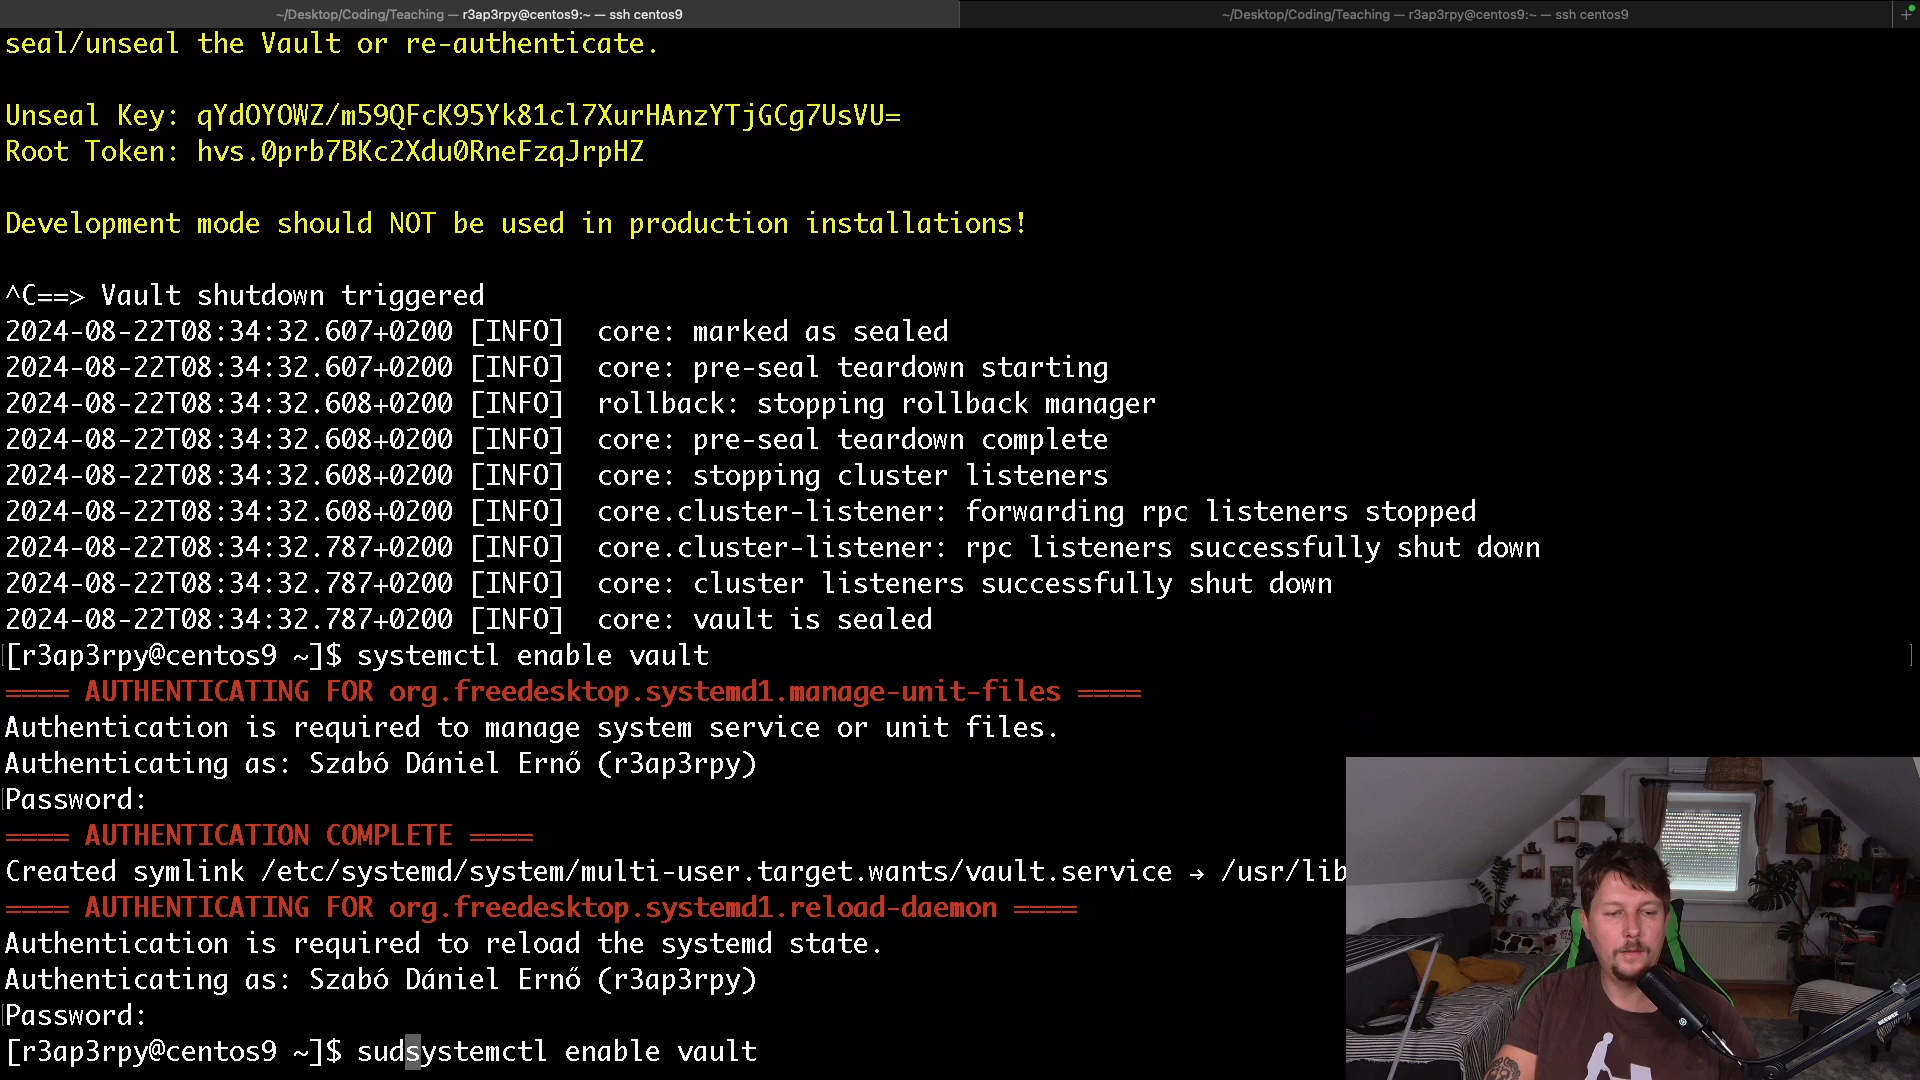 ~/Desktop/Coding/Teaching — r3ap3rpy@centos9:~ — ssh centos9
~/Desktop/Coding/Teaching — r3ap3rpy@centos9:~ — ssh centos9
seal/unseal the Vault or re-authenticate.
Unseal Key: qYdOYOWZ/m59QFcK95Yk81cl7XurHAnzYTjGCg7UsVU=
Root Token: hvs.0prb7BKc2Xdu0RneFzqJrpHZ
Development mode should NOT be used in production installations!
^C==> Vault shutdown triggered
2024-08-22T08:34:32.607+0200 [INFO]  core: marked as sealed
2024-08-22T08:34:32.607+0200 [INFO]  core: pre-seal teardown starting
2024-08-22T08:34:32.608+0200 [INFO]  rollback: stopping rollback manager
2024-08-22T08:34:32.608+0200 [INFO]  core: pre-seal teardown complete
2024-08-22T08:34:32.608+0200 [INFO]  core: stopping cluster listeners
2024-08-22T08:34:32.608+0200 [INFO]  core.cluster-listener: forwarding rpc listeners stopped
2024-08-22T08:34:32.787+0200 [INFO]  core.cluster-listener: rpc listeners successfully shut down
2024-08-22T08:34:32.787+0200 [INFO]  core: cluster listeners successfully shut down
2024-08-22T08:34:32.787+0200 [INFO]  core: vault is sealed
[r3ap3rpy@centos9 ~]$ systemctl enable vault
==== AUTHENTICATING FOR org.freedesktop.systemd1.manage-unit-files ====
Authentication is required to manage system service or unit files.
Authenticating as: Szabó Dániel Ernő (r3ap3rpy)
Password:
==== AUTHENTICATION COMPLETE ====
Created symlink /etc/systemd/system/multi-user.target.wants/vault.service → /usr/lib
==== AUTHENTICATING FOR org.freedesktop.systemd1.reload-daemon ====
Authentication is required to reload the systemd state.
Authenticating as: Szabó Dániel Ernő (r3ap3rpy)
Password:
[r3ap3rpy@centos9 ~]$ sudsystemctl enable vault